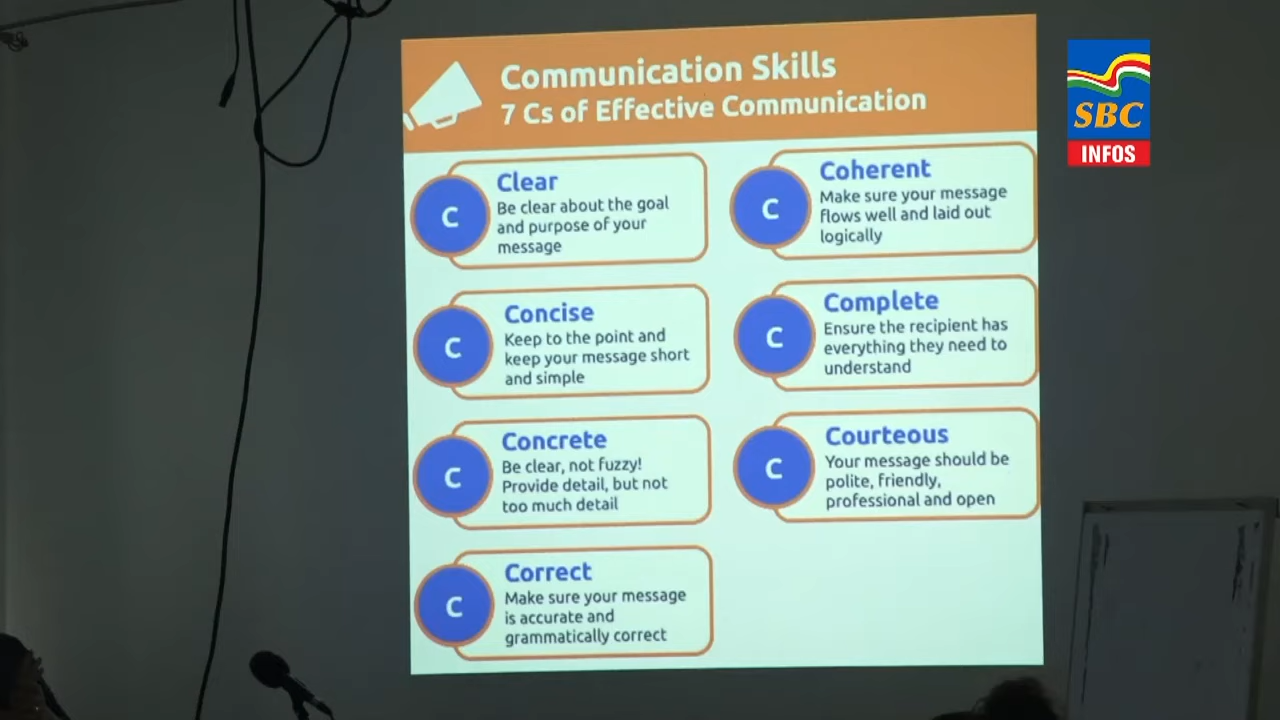 Communication Skills
7 Cs of Effective Communication
C
Clear
Be clear about the goal
and purpose of your
message
C
Concise
Keep to the point and
keep your message short
and simple
C
Concrete
Be clear, not fuzzy!
Provide detail, but not
too much detail
C
Correct
Make sure your message
is accurate and
grammatically correct
C
Coherent
Make sure your message
flows well and laid out
logically
C
Complete
Ensure the recipient has
everything they need to
understand
C
Courteous
Your message should be
polite, friendly,
professional and open
SBC
INFOS